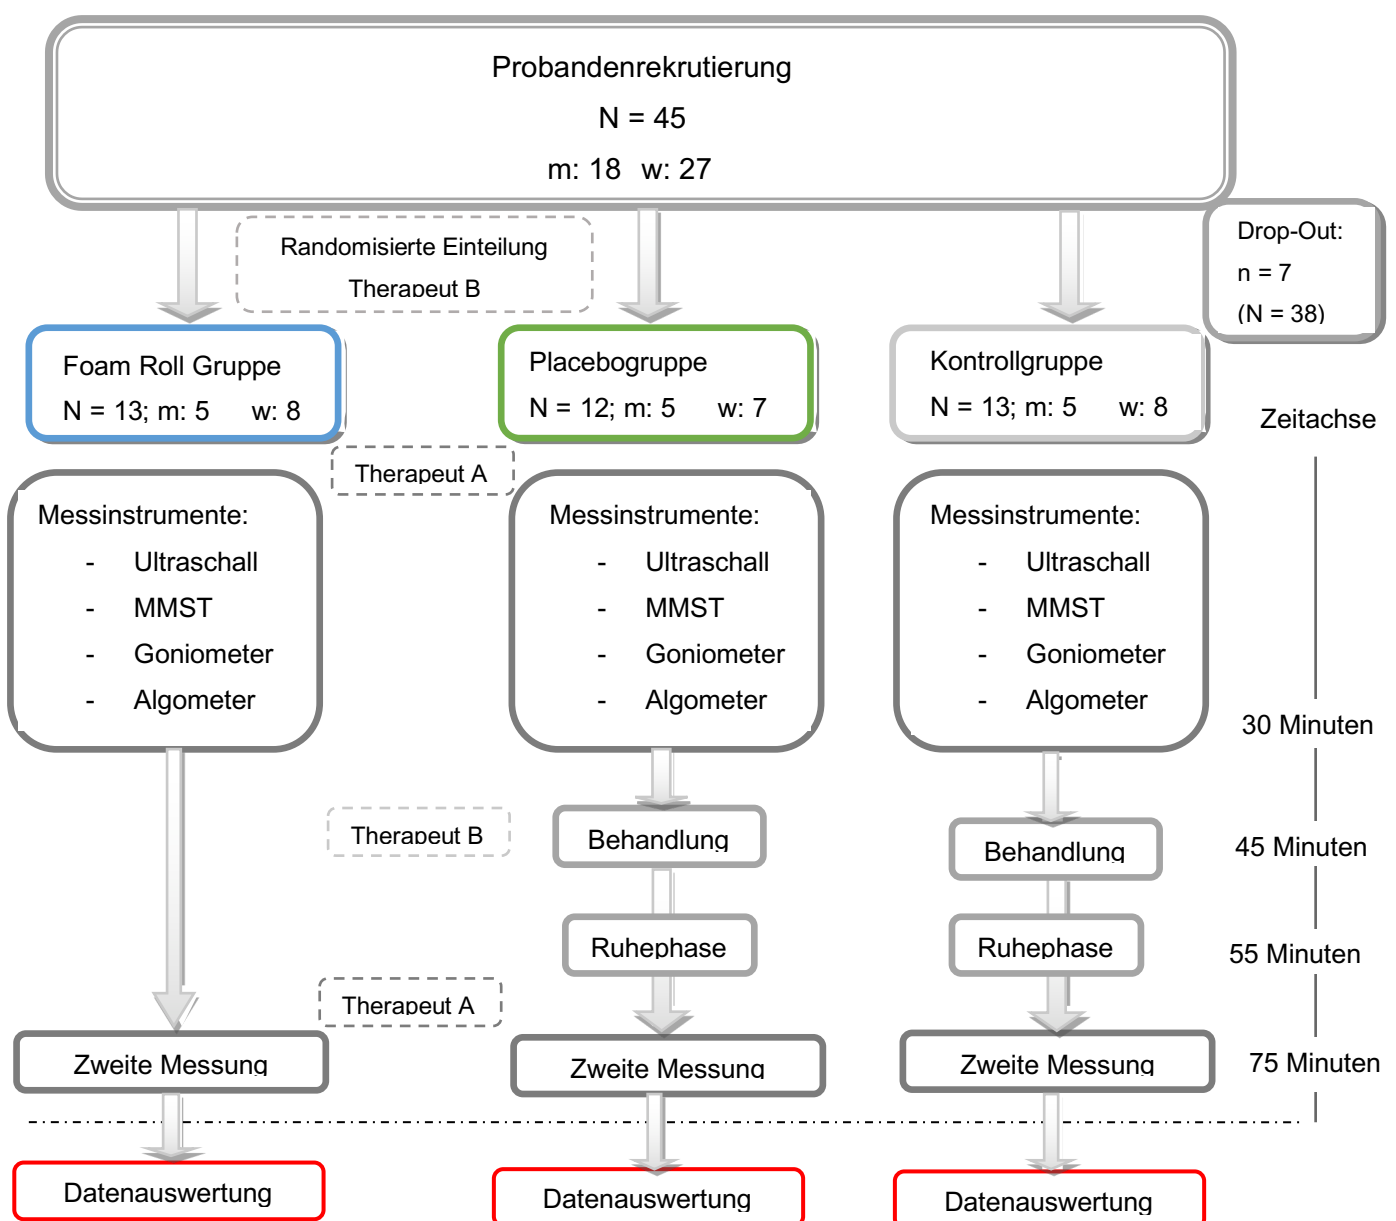 Probandenrekrutierung
N = 45
m: 18 w: 27
Randomisierte Einteilung
Therapeut B
Drop-Out:
n = 7
(N = 38)
Foam Roll Gruppe
N = 13; m: 5 w: 8
Placebogruppe
N = 12; m: 5 w: 7
Kontrollgruppe
N = 13; m: 5 w: 8
Zeitachse
Therapeut A
Messinstrumente:
- Ultraschall
- MMST
- Goniometer
- Algometer
Messinstrumente:
- Ultraschall
- MMST
- Goniometer
- Algometer
Messinstrumente:
- Ultraschall
- MMST
- Goniometer
- Algometer
30 Minuten
Therapeut B
Behandlung
Behandlung
45 Minuten
Ruhephase
Ruhephase
55 Minuten
Therapeut A
Zweite Messung
Zweite Messung
Zweite Messung
75 Minuten
Datenauswertung
Datenauswertung
Datenauswertung